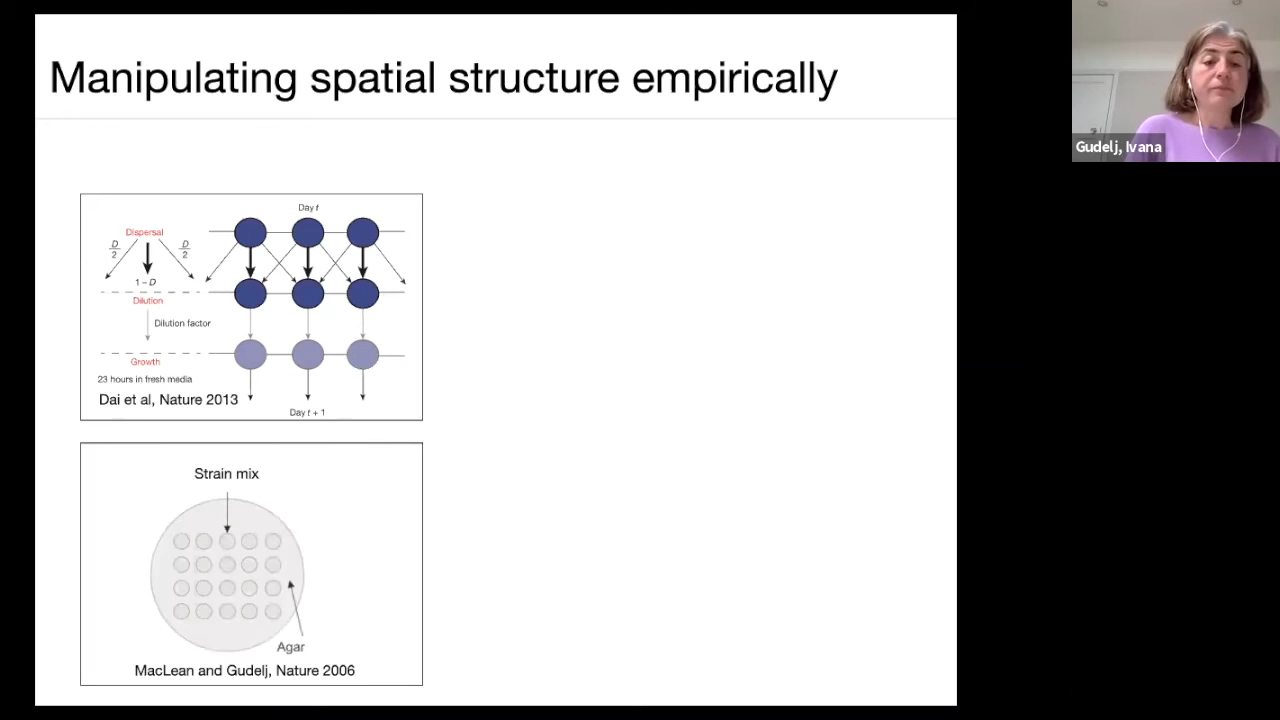 Manipulating spatial structure empirically
Gudelj, Ivana
Day t
Dispersal
D
2
D
2
1 – D
Dilution
Dilution factor
Growth
23 hours in fresh media
Dai et al, Nature 2013
Day t + 1
Strain mix
Agar
MacLean and Gudelj, Nature 2006